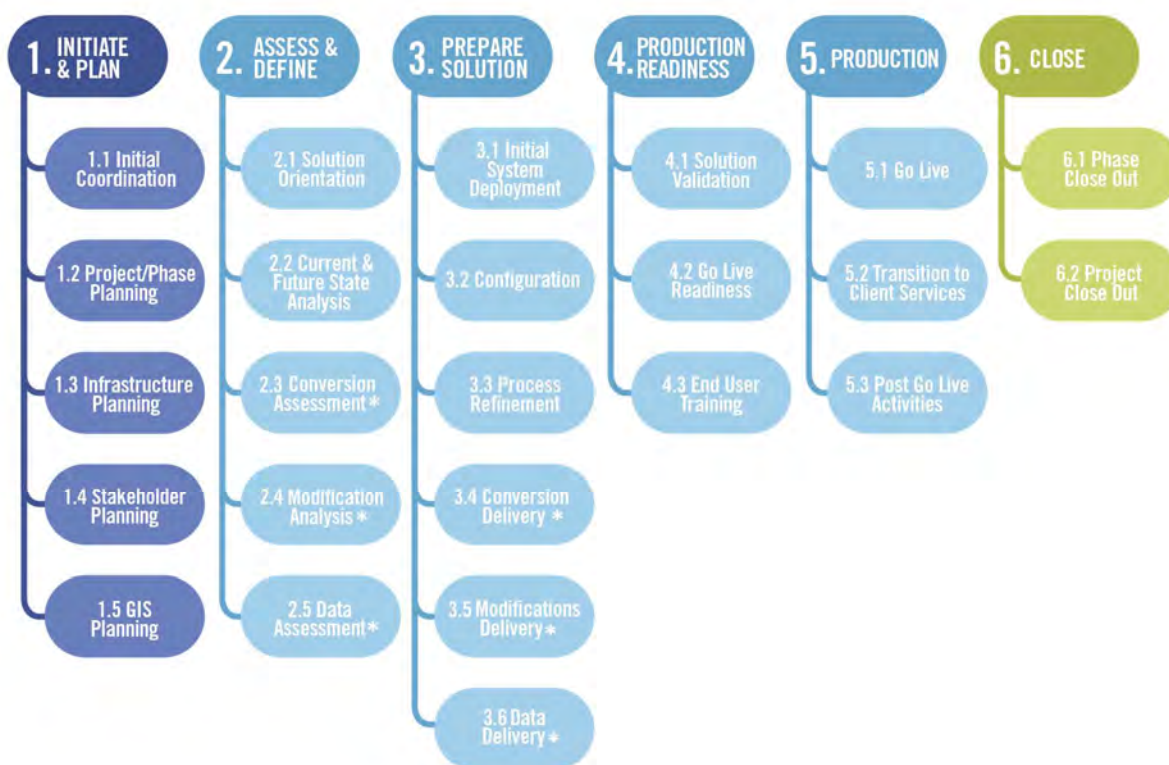 1. INITIATE
& PLAN
1.1 Initial
Coordination
1.2 Project/Phase
Planning
1.3 Infrastructure
Planning
1.4 Stakeholder
Planning
1.5 GIS
Planning
2. ASSESS &
DEFINE
2.1 Solution
Orientation
2.2 Current &
Future State
Analysis
2.3 Conversion
Assessment*
2.4 Modification
Analysis*
2.5 Data
Assessment*
3. PREPARE
SOLUTION
3.1 Initial
System
Deployment
3.2 Configuration
3.3 Process
Refinement
3.4 Conversion
Delivery *
3.5 Modifications
Delivery*
3.6 Data
Delivery*
4. PRODUCTION
READINESS
4.1 Solution
Validation
4.2 Go Live
Readiness
4.3 End User
Training
5. PRODUCTION
5.1 Go Live
5.2 Transition to
Client Services
5.3 Post Go Live
Activities
6. CLOSE
6.1 Phase
Close Out
6.2 Project
Close Out